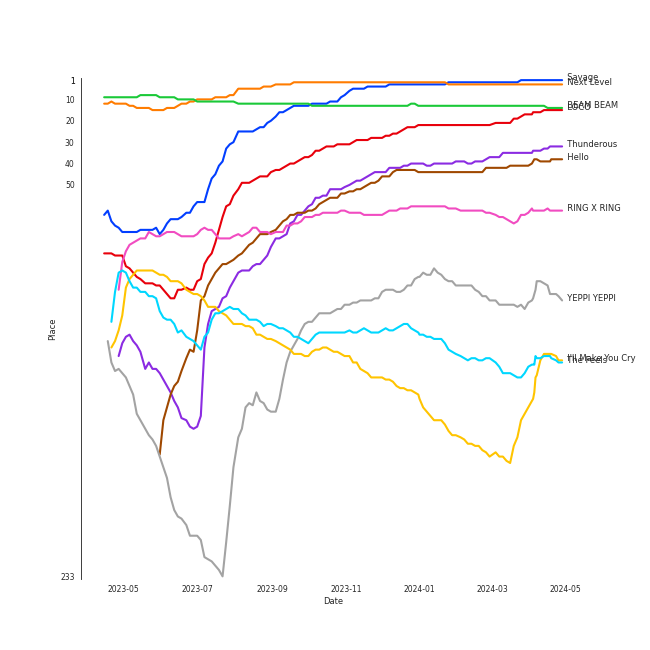 1
10
20
30
40
50
233
Place
2023-05
2023-07
2023-09
2023-11
2024-01
2024-03
2024-05
Date
Savage
Next Level
BEAM BEAM
LOCO
Thunderous
Hello
RING X RING
YEPPI YEPPI
I'll Make You Cry
The Feels